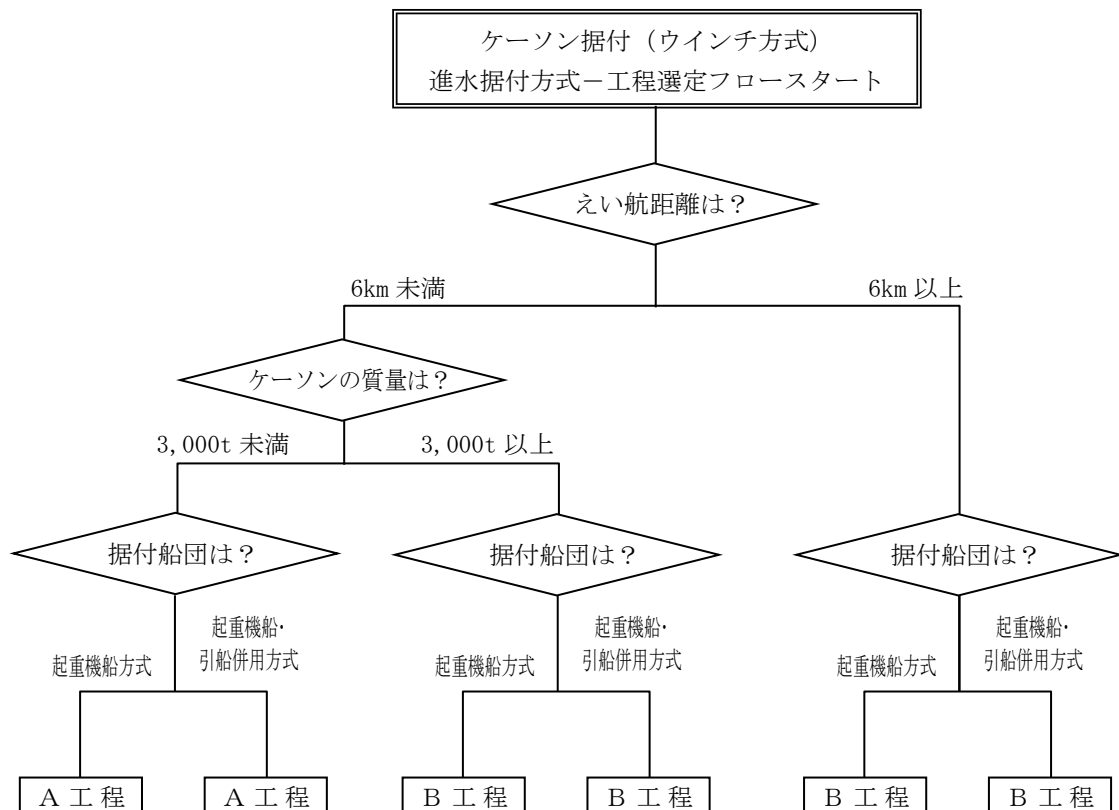 ケーソン据付（ウインチ方式）
進水据付方式－工程選定フロースタート
えい航距離は？
6km 未満
6km 以上
ケーソンの質量は？
3,000t 未満
3,000t 以上
据付船団は？
据付船団は？
据付船団は？
起重機船方式
起重機船・
引船併用方式
起重機船方式
起重機船・
引船併用方式
起重機船方式
起重機船・
引船併用方式
A 工 程
A 工 程
B 工 程
B 工 程
B 工 程
B 工 程